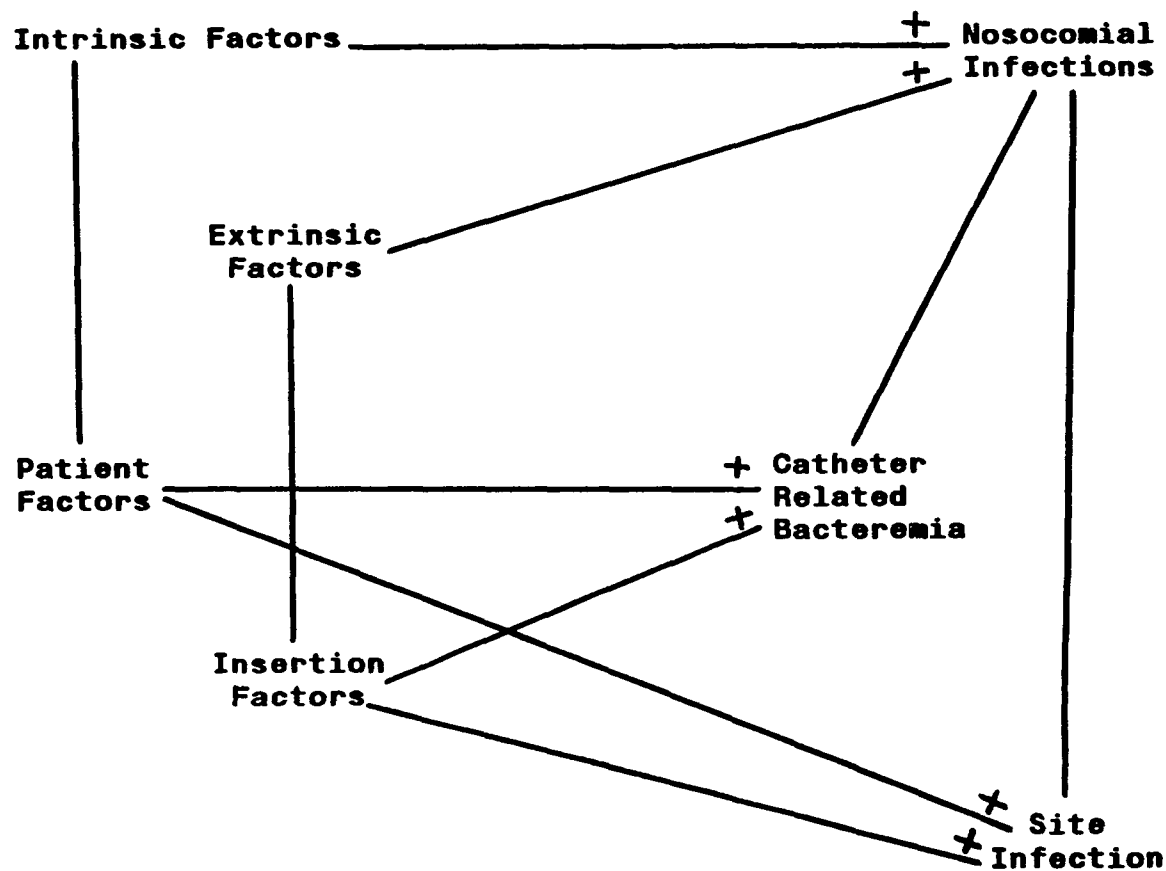 Intrinsic Factors
+
Nosocomial
Infections
+
Extrinsic
Factors
Patient
Factors
+
Catheter
Related
Bacteremia
+
Insertion
Factors
+
Site
Infection
+